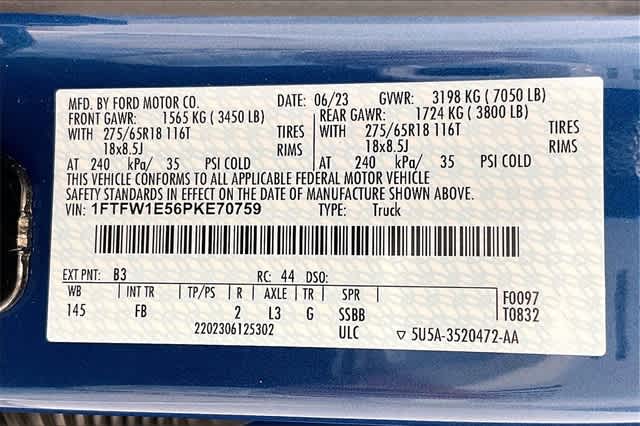 MFD. BY FORD MOTOR CO. DATE: 06/23 GVWR: 3198 KG ( 7050 LB)
FRONT GAWR: 1565 KG ( 3450 LB) REAR GAWR: 1724 KG ( 3800 LB)
WITH 275/65R18 116T TIRES WITH 275/65R18 116T TIRES
18x8.5J RIMS 18x8.5J RIMS
AT 240 kPa/ 35 PSI COLD AT 240 kPa/ 35 PSI COLD
THIS VEHICLE CONFORMS TO ALL APPLICABLE FEDERAL MOTOR VEHICLE
SAFETY STANDARDS IN EFFECT ON THE DATE OF MANUFACTURE SHOWN ABOVE.
VIN: 1FTFW1E56PKE70759 TYPE: Truck
EXT PNT: B3 RC: 44 DSO:
WB INT TR TP/PS R AXLE TR SPR F0097
145 FB 2 L3 G SSBB T0832
2202306125302 ULC ▽ 5U5A-3520472-AA